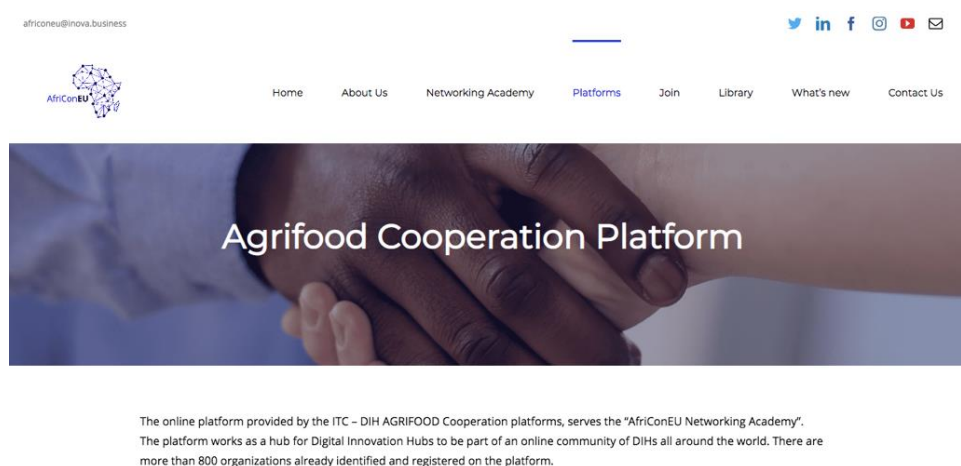 africoneu@inova.business
AfriConEU
Home About Us Networking Academy Platforms Join Library What's new Contact Us
Agrifood Cooperation Platform
The online platform provided by the ITC – DIH AGRIFOOD Cooperation platforms, serves the “AfriConEU Networking Academy”.
The platform works as a hub for Digital Innovation Hubs to be part of an online community of DIHs all around the world. There are
more than 800 organizations already identified and registered on the platform.